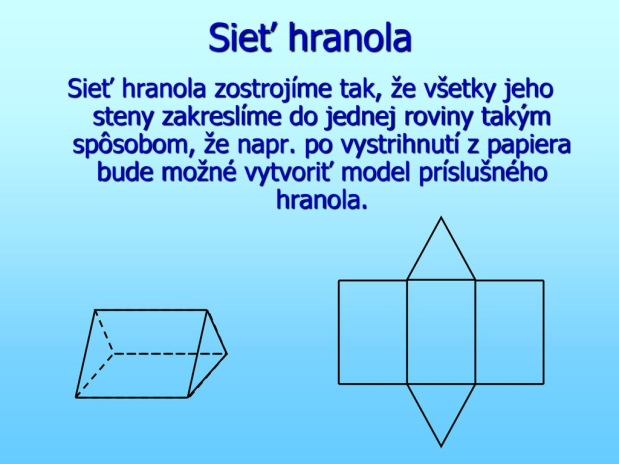 Sieť hranola
Sieť hranola zostrojíme tak, že všetky jeho
steny zakreslíme do jednej roviny takým
spôsobom, že napr. po vystrihnutí z papiera
bude možné vytvoriť model príslušného
hranola.